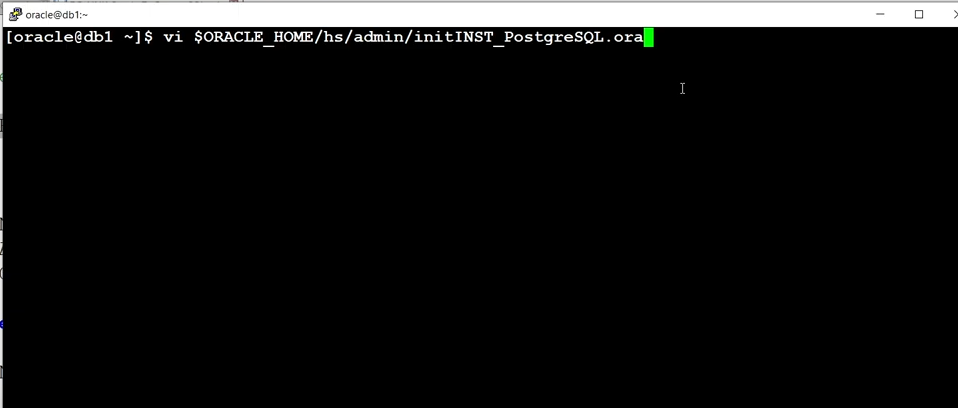 oracle@db1:~
[oracle@db1 ~]$ vi $ORACLE_HOME/hs/admin/initINST_PostgreSQL.ora